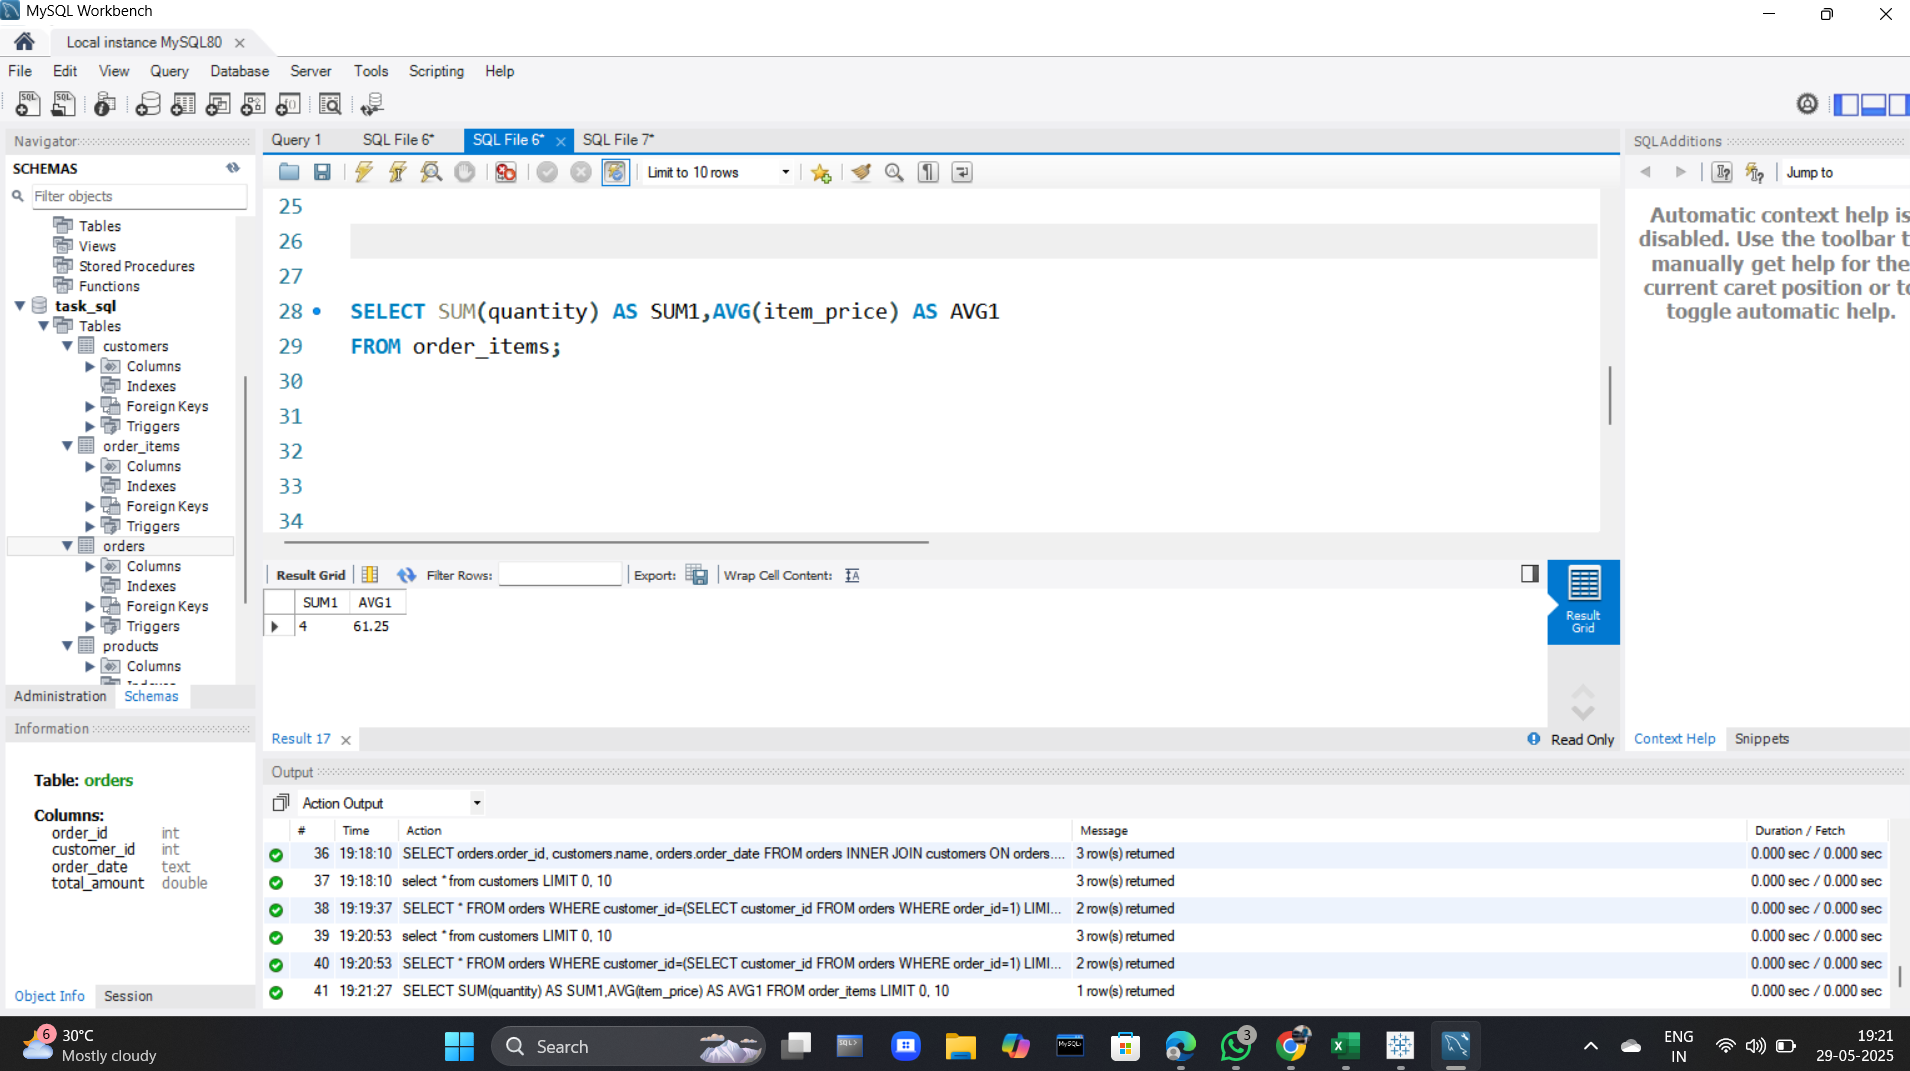 MySQL Workbench
Local instance MySQL80
File Edit View Query Database Server Tools Scripting Help
Navigator
SCHEMAS
Filter objects
Tables
Views
Stored Procedures
Functions
task_sql
Tables
customers
Columns
Indexes
Foreign Keys
Triggers
order_items
Columns
Indexes
Foreign Keys
Triggers
orders
Columns
Indexes
Foreign Keys
Triggers
products
Columns
Administration Schemas
Information
Table: orders
Columns:
order_id int
customer_id int
order_date text
total_amount double
Object Info Session
Query 1 SQL File 6* SQL File 6* SQL File 7*
Limit to 10 rows
25
26
27
28 SELECT SUM(quantity) AS SUM1,AVG(item_price) AS AVG1
29 FROM order_items;
30
31
32
33
34
Result Grid Filter Rows: Export: Wrap Cell Content:
SUM1 AVG1
4 61.25
Result Grid
Result 17
Read Only
Output
Action Output
# Time Action Message Duration / Fetch
36 19:18:10 SELECT orders.order_id, customers.name, orders.order_date FROM orders INNER JOIN customers ON orders.... 3 row(s) returned 0.000 sec / 0.000 sec
37 19:18:10 select * from customers LIMIT 0, 10 3 row(s) returned 0.000 sec / 0.000 sec
38 19:19:37 SELECT * FROM orders WHERE customer_id=(SELECT customer_id FROM orders WHERE order_id=1) LIMI... 2 row(s) returned 0.000 sec / 0.000 sec
39 19:20:53 select * from customers LIMIT 0, 10 3 row(s) returned 0.000 sec / 0.000 sec
40 19:20:53 SELECT * FROM orders WHERE customer_id=(SELECT customer_id FROM orders WHERE order_id=1) LIMI... 2 row(s) returned 0.000 sec / 0.000 sec
41 19:21:27 SELECT SUM(quantity) AS SUM1,AVG(item_price) AS AVG1 FROM order_items LIMIT 0, 10 1 row(s) returned 0.000 sec / 0.000 sec
SQLAdditions
Jump to
Automatic context help is
disabled. Use the toolbar t
manually get help for the
current caret position or to
toggle automatic help.
Context Help Snippets
6
30°C
Mostly cloudy
Search
3
ENG
IN
19:21
29-05-2025